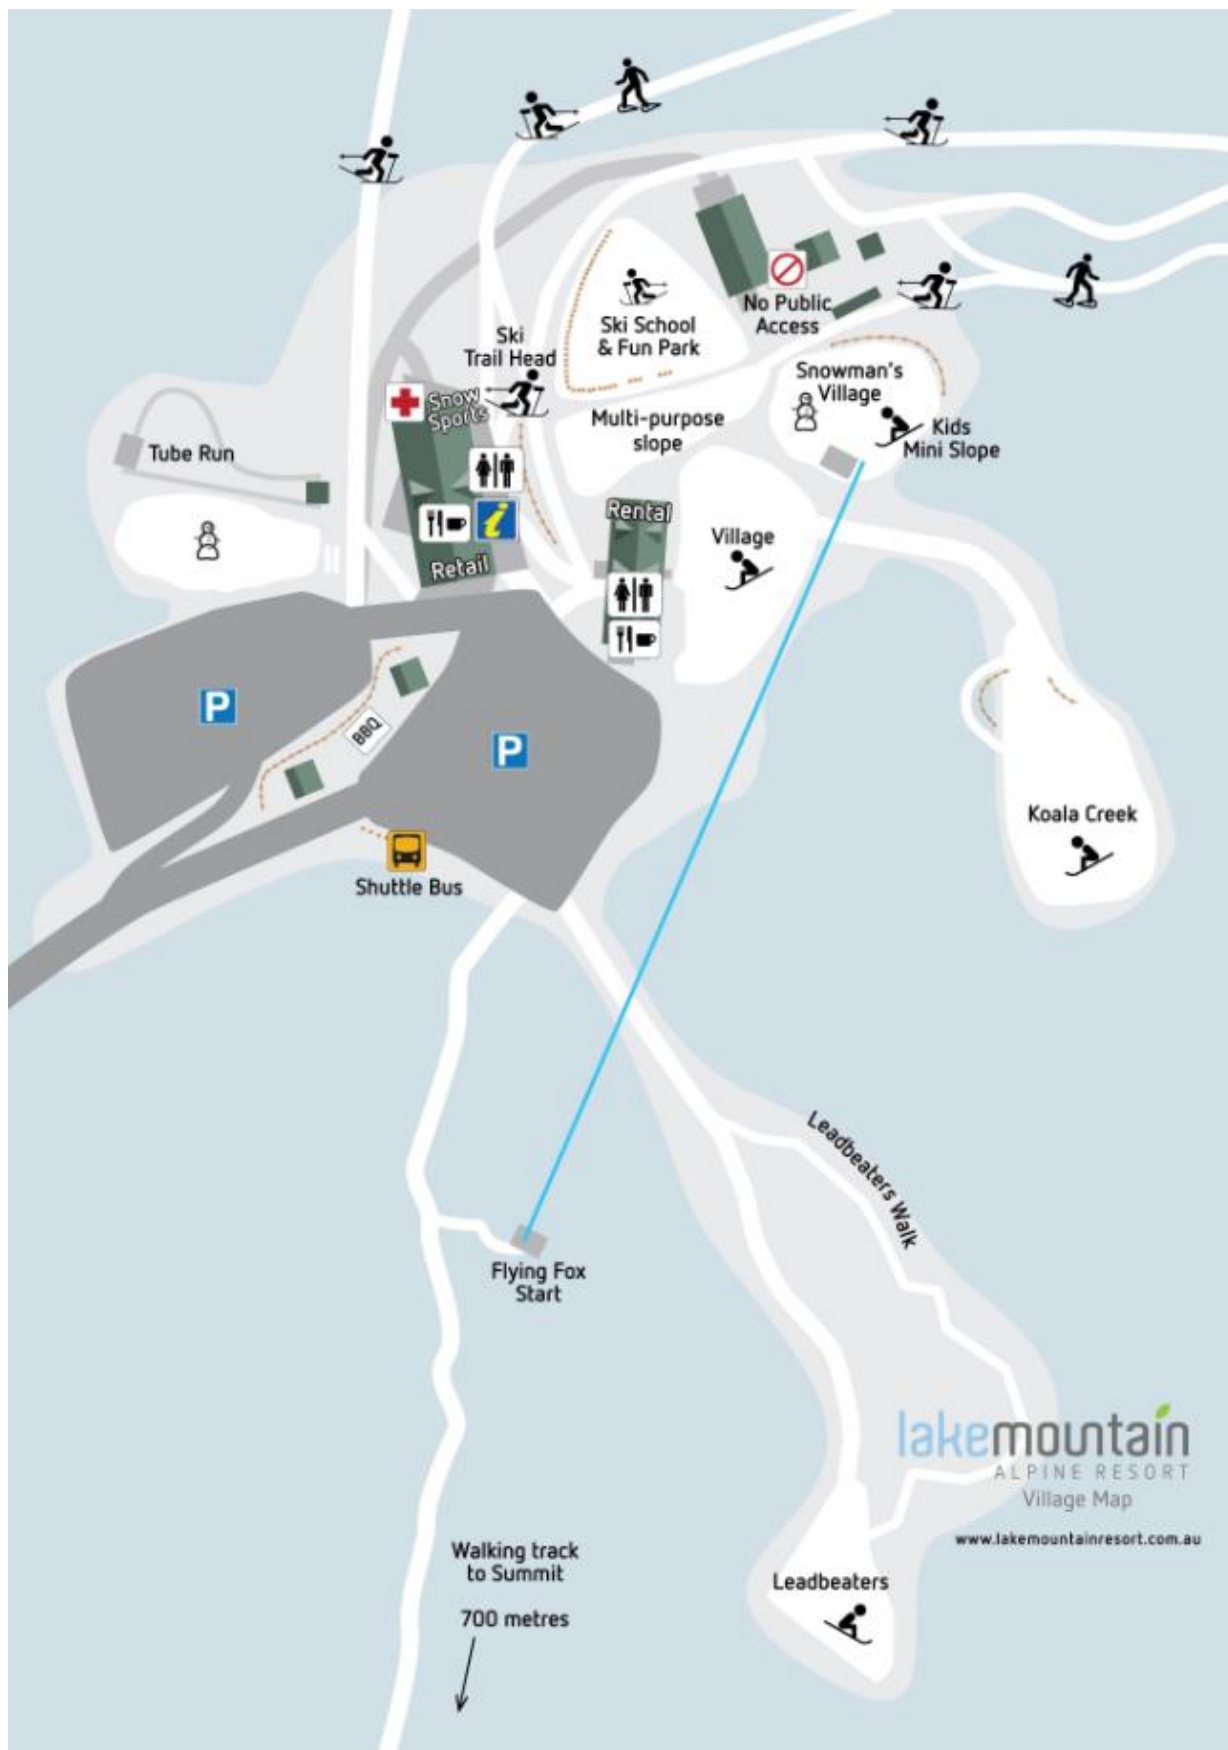 Ski
Trail Head
Snow
Sports
Ski School
& Fun Park
No Public
Access
Snowman's
Village
Kids
Mini Slope
Multi-purpose
slope
Tube Run
Rental
Village
Retail
P
P
BBQ
Shuttle Bus
Koala Creek
Leadbeaters Walk
Flying Fox
Start
lakemountain
ALPINE RESORT
Village Map
www.lakemountainresort.com.au
Walking track
to Summit
700 metres
Leadbeaters